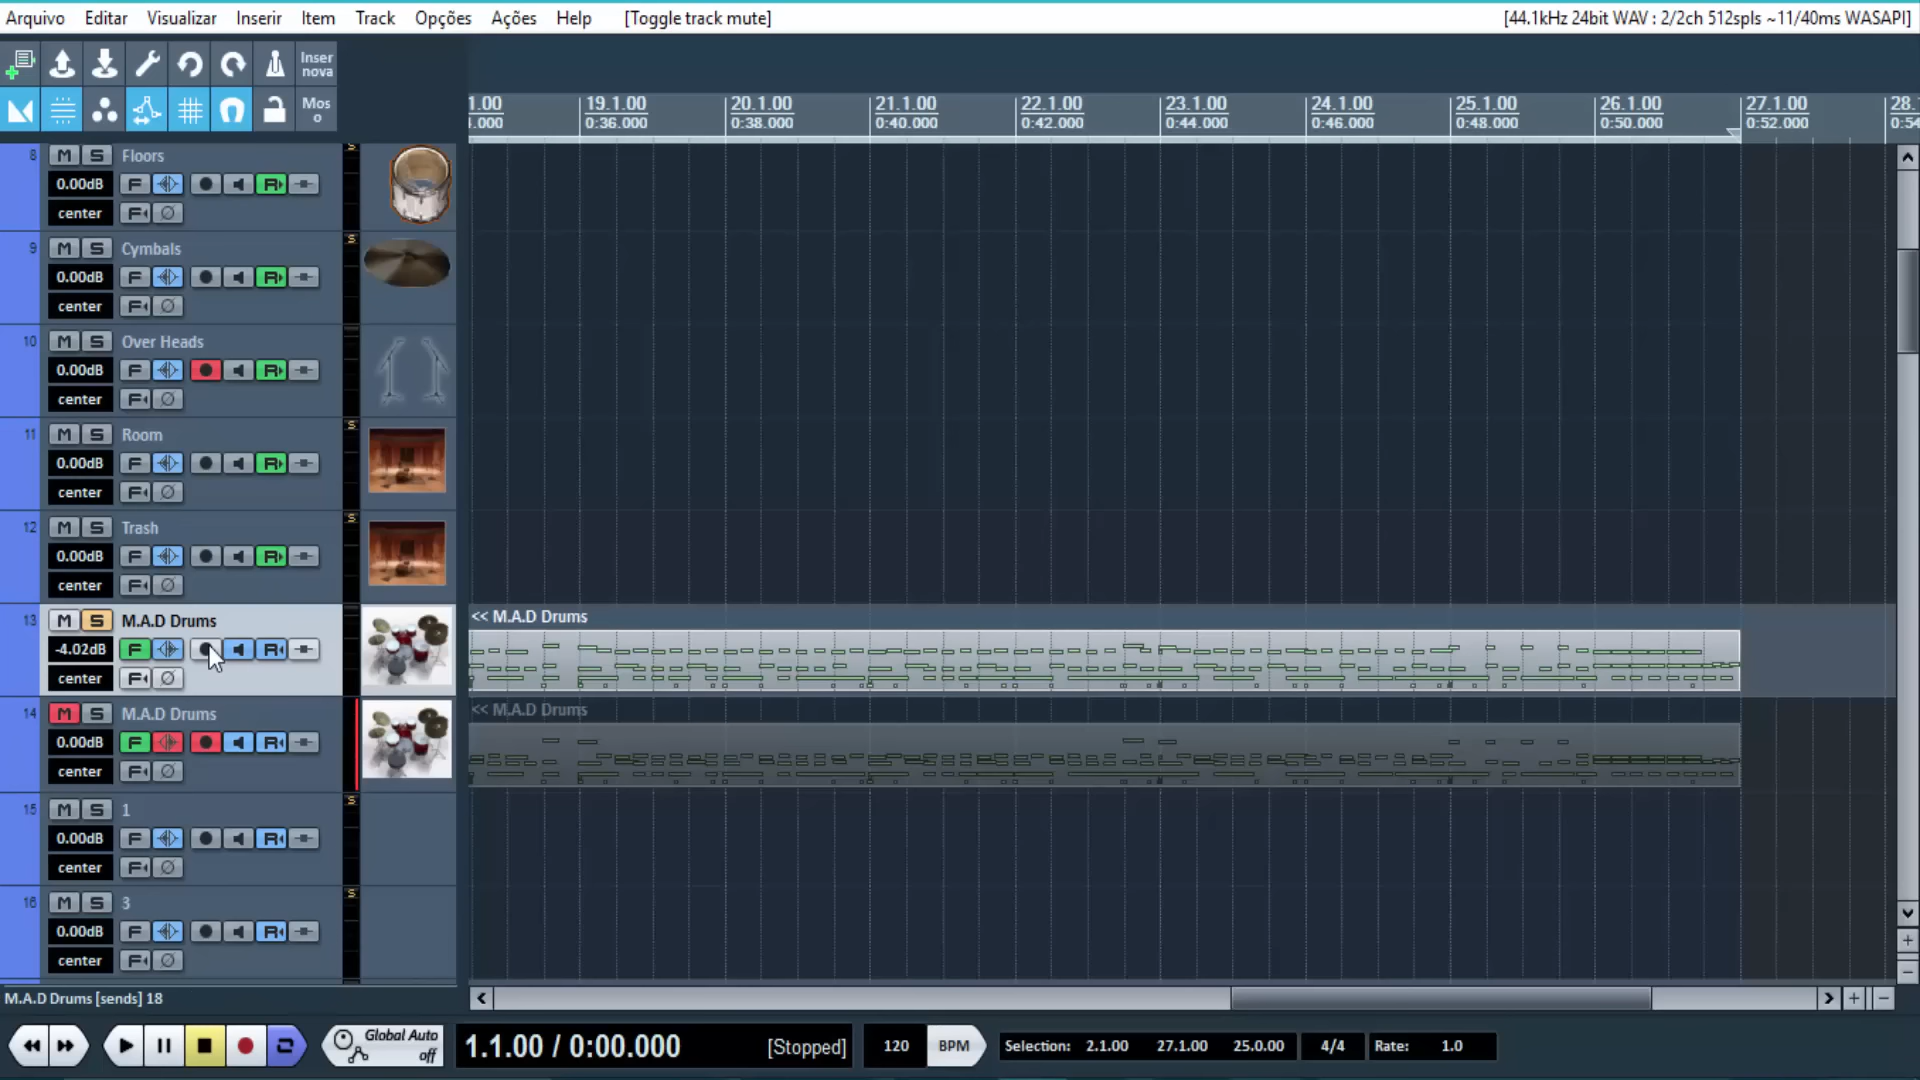 Arquivo Editar Visualizar Inserir Item Track Opções Ações Help [Toggle track mute] [44.1kHz 24bit WAV : 2/2ch 512spls ~11/40ms WASAPI]
Inser
nova
Mos
o
1.00 19.1.00 20.1.00 21.1.00 22.1.00 23.1.00 24.1.00 25.1.00 26.1.00 27.1.00 28.
.000 0:36.000 0:38.000 0:40.000 0:42.000 0:44.000 0:46.000 0:48.000 0:50.000 0:52.000 0:54
8 M S Floors S
0.00dB F R
center F
9 M S Cymbals S
0.00dB F R
center F
10 M S Over Heads
0.00dB F R
center F
11 M S Room S
0.00dB F R
center F
12 M S Trash S
0.00dB F R
center F
13 M S M.A.D Drums << M.A.D Drums
-4.02dB F R
center F
14 M S M.A.D Drums << M.A.D Drums
0.00dB F R
center F
15 M S 1 S
0.00dB F R
center F
16 M S 3 S
0.00dB F R
center F
M.A.D Drums [sends] 18
Global Auto
off
1.1.00 / 0:00.000 [Stopped] 120 BPM Selection: 2.1.00 27.1.00 25.0.00 4/4 Rate: 1.0